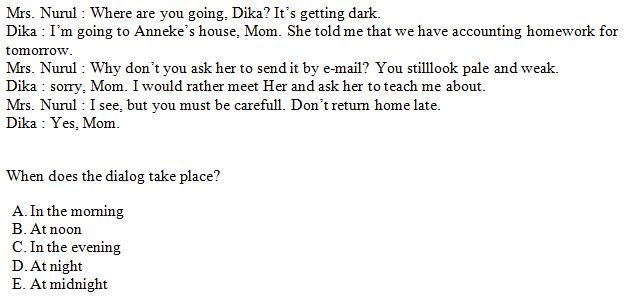 Mrs. Nurul : Where are you going, Dika? It's getting dark.
Dika : I'm going to Anneke's house, Mom. She told me that we have accounting homework for
tomorrow.
Mrs. Nurul : Why don't you ask her to send it by e-mail? You stilllook pale and weak.
Dika : sorry, Mom. I would rather meet Her and ask her to teach me about.
Mrs. Nurul : I see, but you must be carefull. Don't return home late.
Dika : Yes, Mom.
When does the dialog take place?
A. In the morning
B. At noon
C. In the evening
D. At night
E. At midnight